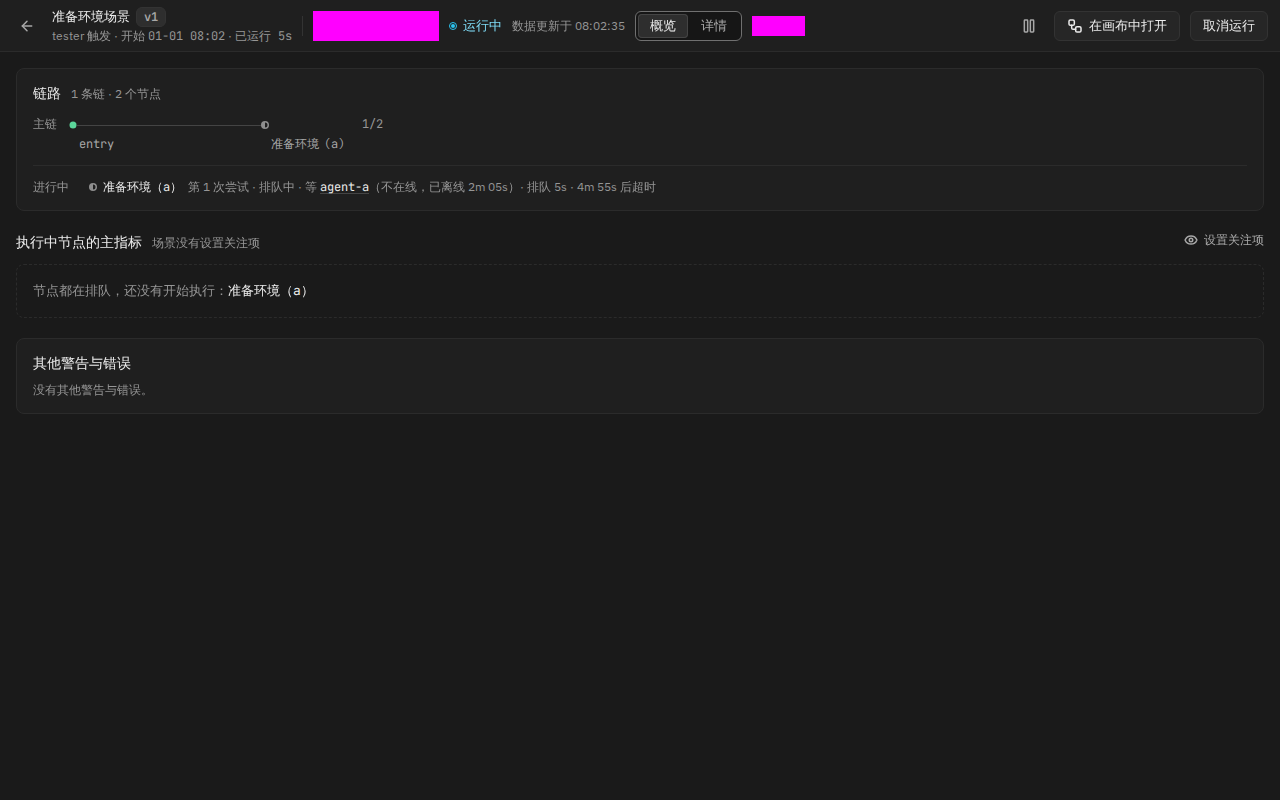 准备环境场景 v1
tester 触发 · 开始 01-01 08:02 · 已运行 5s
运行中 数据更新于 08:02:35 概览 详情
在画布中打开 取消运行
链路 1 条链 · 2 个节点
主链 1/2
entry 准备环境（a）
进行中 准备环境（a） 第 1 次尝试 · 排队中 · 等 agent-a（不在线，已离线 2m 05s）· 排队 5s · 4m 55s 后超时
执行中节点的主指标 场景没有设置关注项 设置关注项
节点都在排队，还没有开始执行：准备环境（a）
其他警告与错误
没有其他警告与错误。